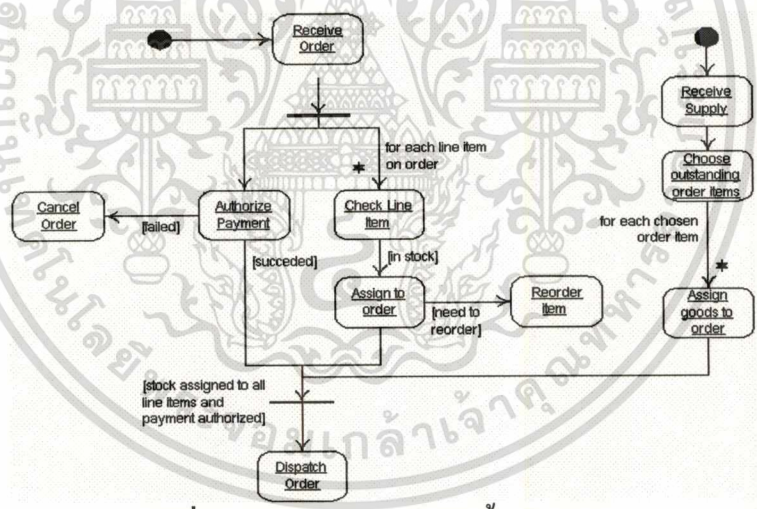 Receive
Order
Receive
Supply
for each line item
on order
*
Choose
outstanding
order items
Cancel
Order
[failed]
Authorize
Payment
Check Line
Item
for each chosen
order item
*
[succeded]
[in stock]
Assign to
order
[need to
reorder]
Reorder
Item
Assign
goods to
order
[stock assigned to all
line items and
payment authorized]
Dispatch
Order